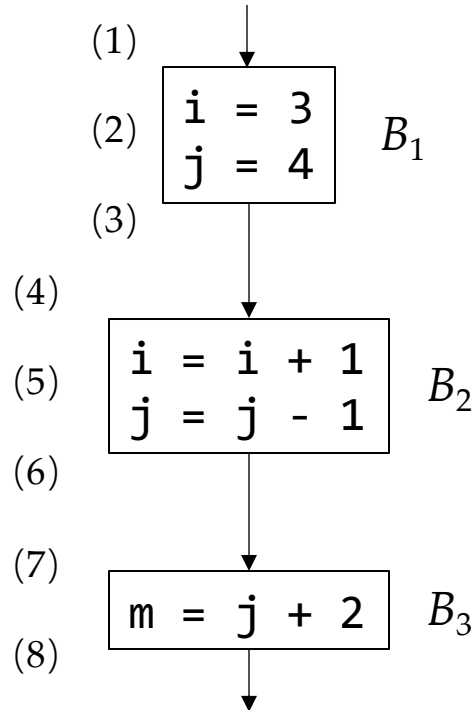 (1)
i = 3
(2)
B1
j = 4
(3)
(4)
i = i + 1
(5)
B2
j = j - 1
(6)
(7)
m = j + 2
B3
(8)